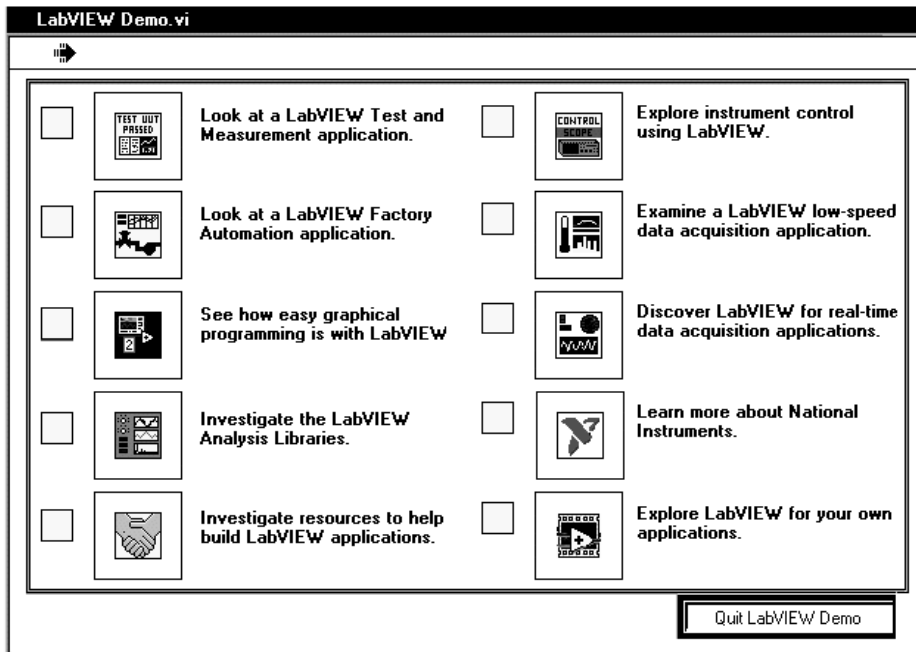 LabVIEW Demo.vi
TEST UUT
PASSED
Look at a LabVIEW Test and
Measurement application.
CONTROL
SCOPE
Explore instrument control
using LabVIEW.
Look at a LabVIEW Factory
Automation application.
Examine a LabVIEW low-speed
data acquisition application.
2
See how easy graphical
programming is with LabVIEW
Discover LabVIEW for real-time
data acquisition applications.
Investigate the LabVIEW
Analysis Libraries.
Learn more about National
Instruments.
Investigate resources to help
build LabVIEW applications.
Explore LabVIEW for your own
applications.
Quit LabVIEW Demo